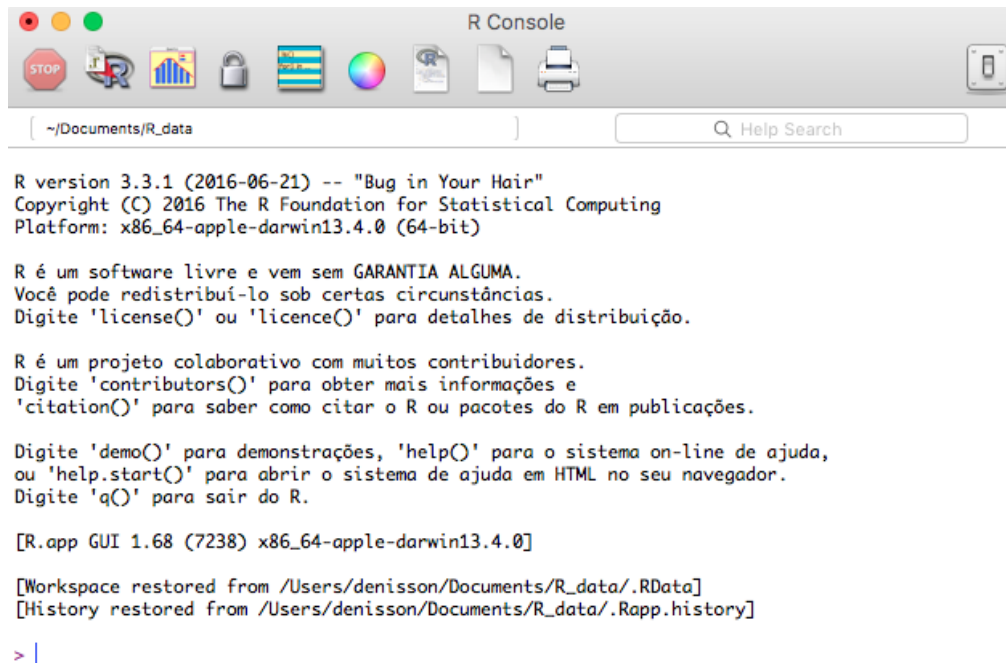 R Console
STOP
~/Documents/R_data
Help Search
R version 3.3.1 (2016-06-21) -- "Bug in Your Hair"
Copyright (C) 2016 The R Foundation for Statistical Computing
Platform: x86_64-apple-darwin13.4.0 (64-bit)
R é um software livre e vem sem GARANTIA ALGUMA.
Você pode redistribuí-lo sob certas circunstâncias.
Digite 'license()' ou 'licence()' para detalhes de distribuição.
R é um projeto colaborativo com muitos contribuidores.
Digite 'contributors()' para obter mais informações e
'citation()' para saber como citar o R ou pacotes do R em publicações.
Digite 'demo()' para demonstrações, 'help()' para o sistema on-line de ajuda,
ou 'help.start()' para abrir o sistema de ajuda em HTML no seu navegador.
Digite 'q()' para sair do R.
[R.app GUI 1.68 (7238) x86_64-apple-darwin13.4.0]
[Workspace restored from /Users/denisson/Documents/R_data/.RData]
[History restored from /Users/denisson/Documents/R_data/.Rapp.history]
>